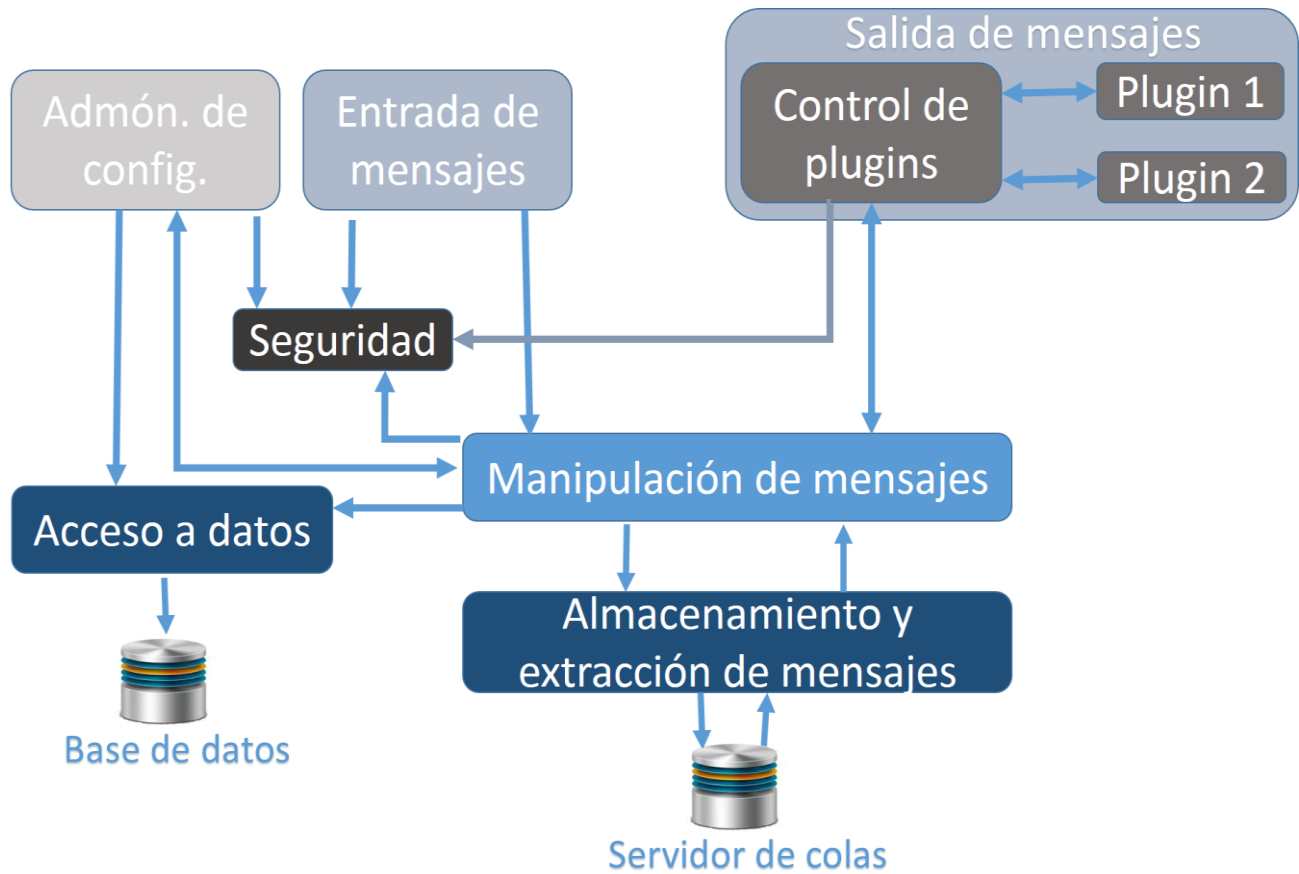 Salida de mensajes
Admón. de
config.
Entrada de
mensajes
Control de
plugins
Plugin 1
Plugin 2
Seguridad
Manipulación de mensajes
Acceso a datos
Almacenamiento y
extracción de mensajes
Base de datos
Servidor de colas